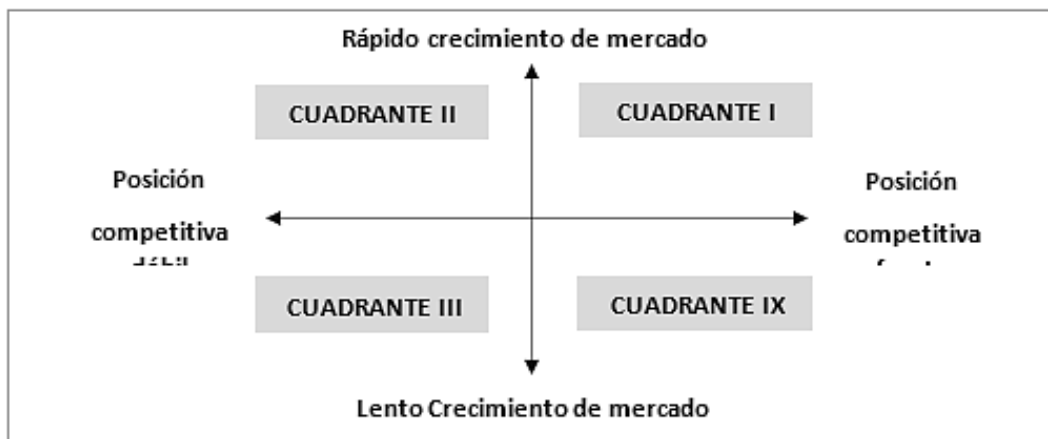 Rápido crecimiento de mercado
CUADRANTE II
CUADRANTE I
Posición
competitiva
Posición
competitiva
CUADRANTE III
CUADRANTE IX
Lento Crecimiento de mercado